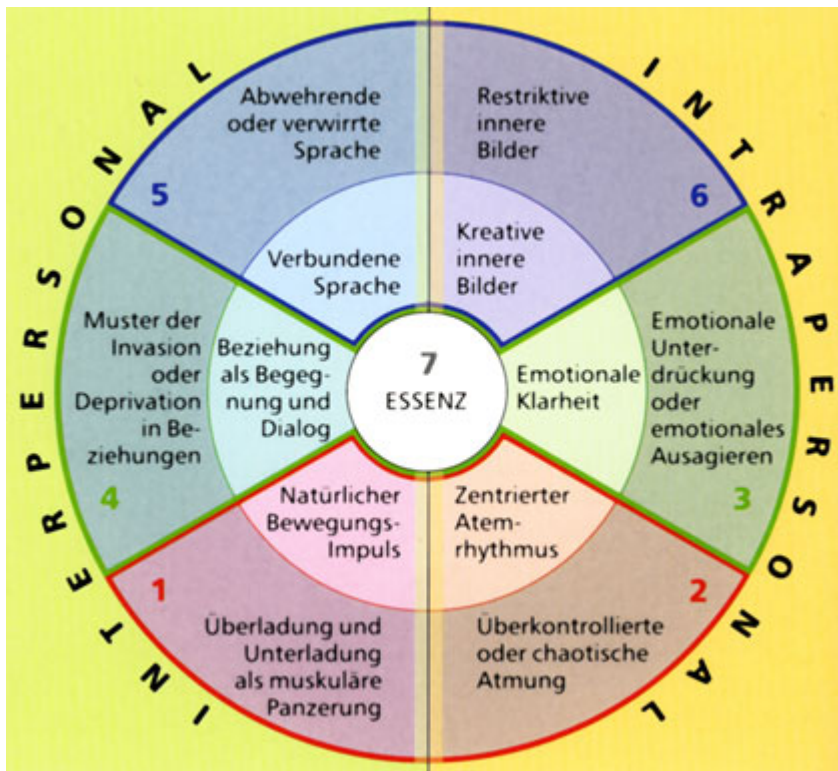 INTERPERSONAL
INTRAPERSONAL
Abwehrende
oder verwirrte
Sprache
5
Verbundene
Sprache
Restriktive
innere
Bilder
6
Kreative
innere
Bilder
Muster der
Invasion
oder
Deprivation
in Be-
ziehungen
4
Beziehung
als Begeg-
nung und
Dialog
7
ESSENZ
Emotionale
Klarheit
Emotionale
Unter-
drückung
oder
emotionales
Ausagieren
3
Natürlicher
Bewegungs-
Impuls
1
Überladung und
Unterladung
als muskuläre
Panzerung
Zentrierter
Atem-
rhythmus
2
Überkontrollierte
oder chaotische
Atmung